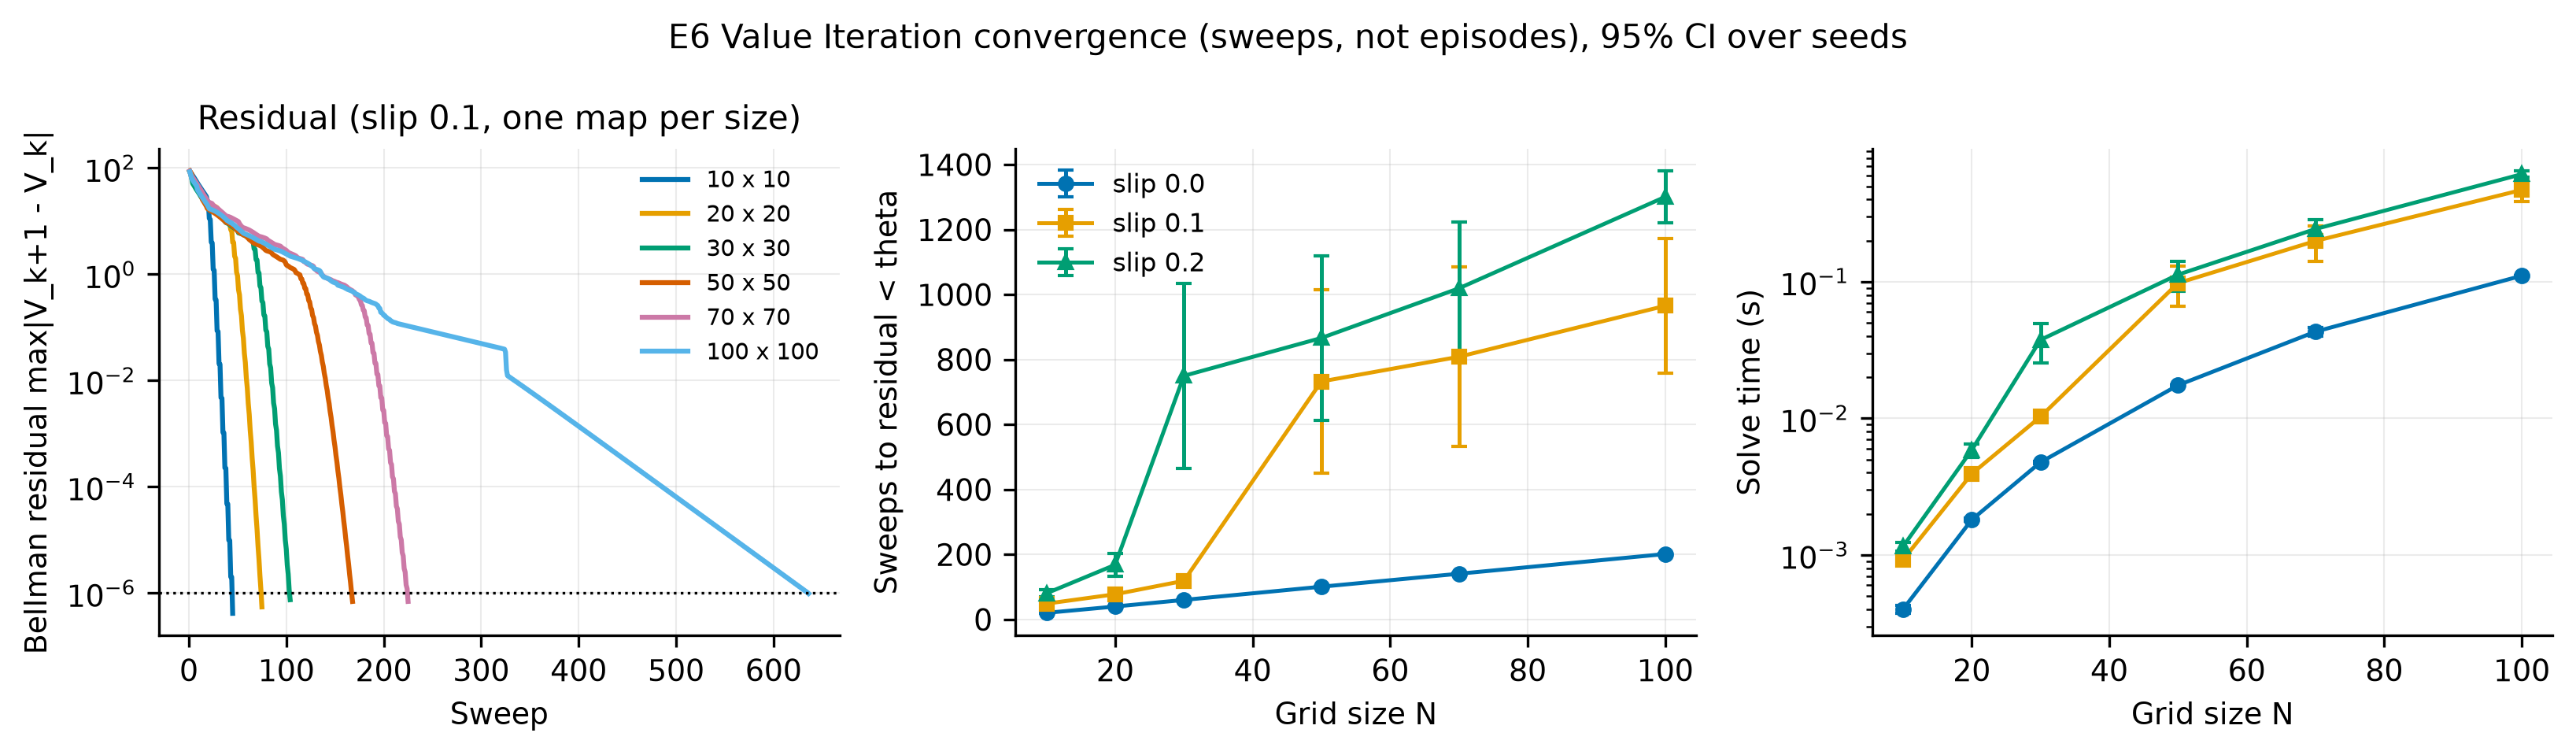 E6 Value Iteration convergence (sweeps, not episodes), 95% CI over seeds
Residual (slip 0.1, one map per size)
Bellman residual max|V_k+1 - V_k|
10²
10⁰
10⁻²
10⁻⁴
10⁻⁶
10 x 10
20 x 20
30 x 30
50 x 50
70 x 70
100 x 100
0 100 200 300 400 500 600
Sweep
Sweeps to residual < theta
1400
1200
1000
800
600
400
200
0
slip 0.0
slip 0.1
slip 0.2
20 40 60 80 100
Grid size N
Solve time (s)
10⁻¹
10⁻²
10⁻³
20 40 60 80 100
Grid size N